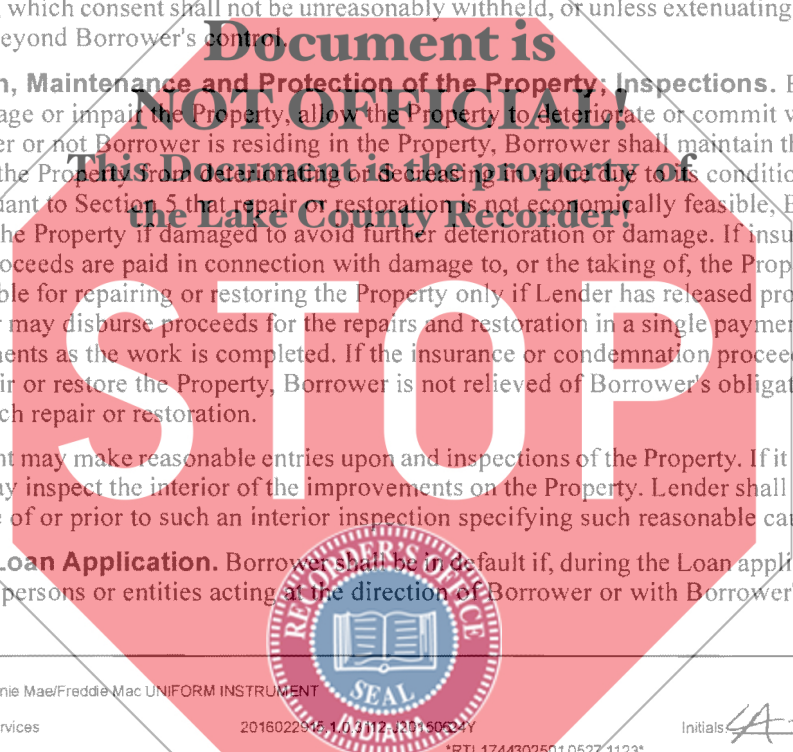 , which consent shall not be unreasonably withheld, or unless extenuating
eyond Borrower's control.
Document is
n, Maintenance and Protection of the Property; Inspections.
NOT OFFICIAL!
age or impair the Property, allow the Property to deteriorate or commit
er or not Borrower is residing in the Property, Borrower shall maintain th
This Document is the property of
the Property from deteriorating or decreasing in value due to its conditio
uant to Section 5 that repair or restoration is not economically feasible,
the Lake County Recorder!
he Property if damaged to avoid further deterioration or damage. If insu
oceeds are paid in connection with damage to, or the taking of, the Prop
ble for repairing or restoring the Property only if Lender has released pro
may disburse proceeds for the repairs and restoration in a single paymen
ents as the work is completed. If the insurance or condemnation procee
ir or restore the Property, Borrower is not relieved of Borrower's obligat
ch repair or restoration.
STOP
t may make reasonable entries upon and inspections of the Property. If it
y inspect the interior of the improvements on the Property. Lender shall
e of or prior to such an interior inspection specifying such reasonable cau
Loan Application. Borrower shall be in default if, during the Loan appli
persons or entities acting at the direction of Borrower or with Borrower'
RECORDER'S OFFICE
SEAL
nie Mae/Freddie Mac UNIFORM INSTRUMENT
rvices
Initials: